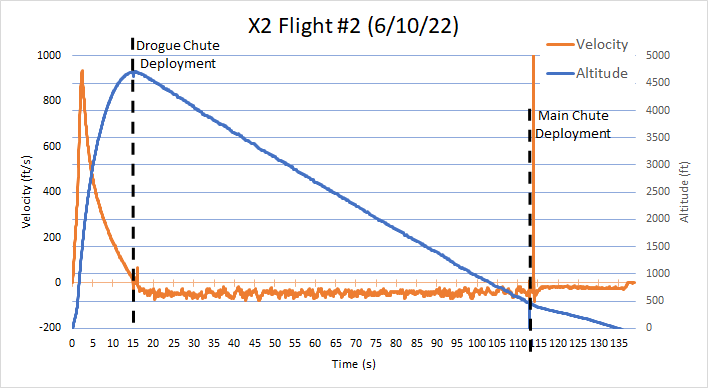 X2 Flight #2 (6/10/22)
Drogue Chute
Deployment
Velocity
Altitude
Main Chute
Deployment
Velocity (ft/s)
1000
800
600
400
200
0
-200
Altitude (ft)
5000
4500
4000
3500
3000
2500
2000
1500
1000
500
0
0 5 10 15 20 25 30 35 40 45 50 55 60 65 70 75 80 85 90 95 100 105 110 115 120 125 130 135
Time (s)